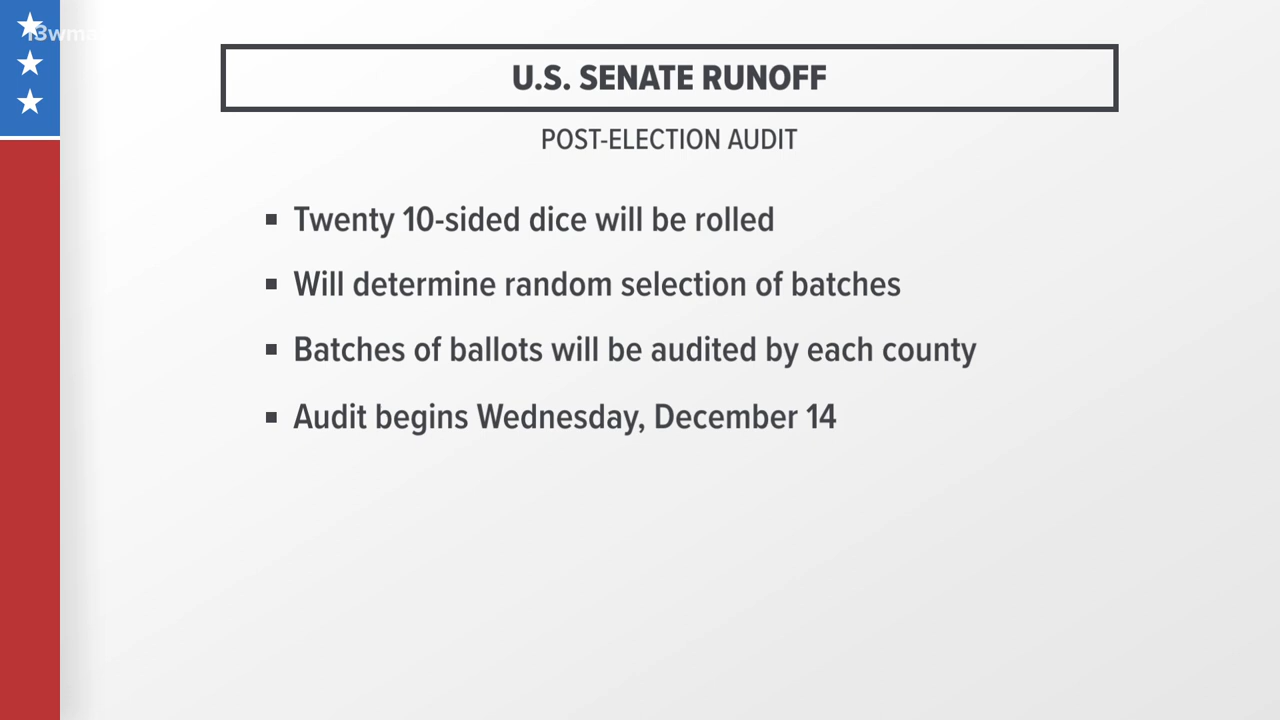 13wma
U.S. SENATE RUNOFF
POST-ELECTION AUDIT
Twenty 10-sided dice will be rolled
Will determine random selection of batches
Batches of ballots will be audited by each county
Audit begins Wednesday, December 14